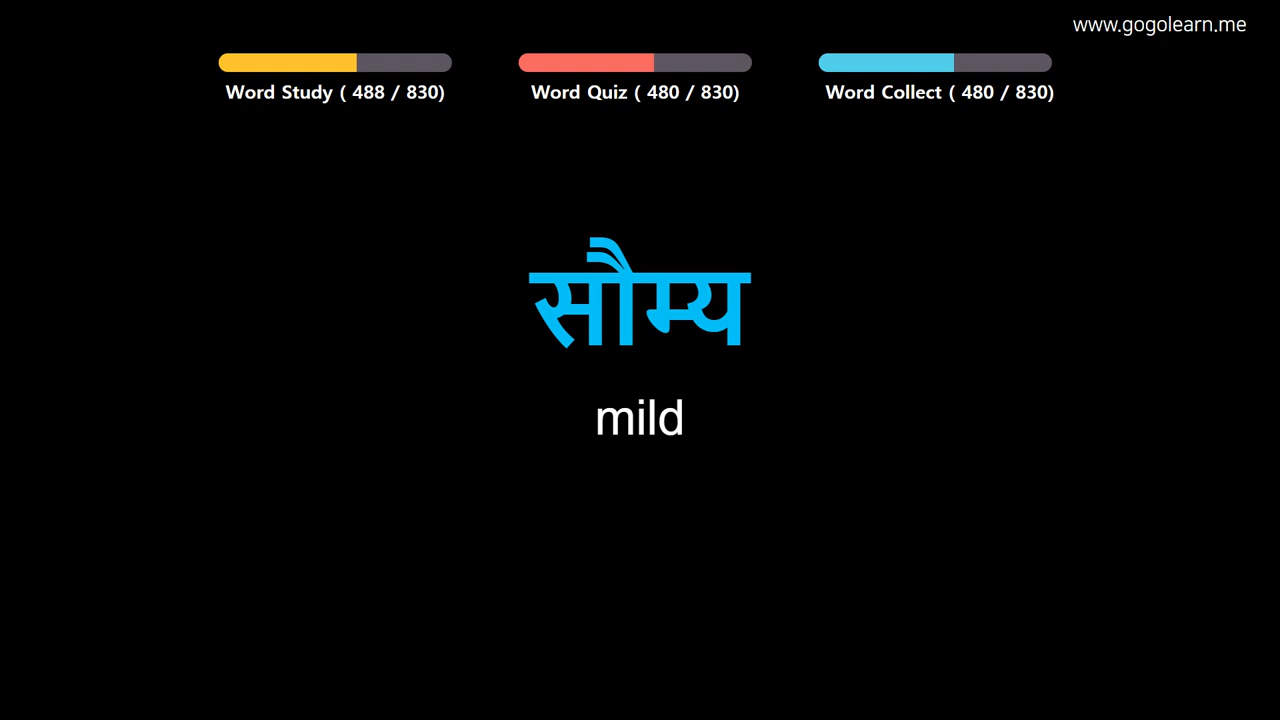 www.gogolearn.me
Word Study ( 488 / 830)
Word Quiz ( 480 / 830)
Word Collect ( 480 / 830)
सौम्य
mild